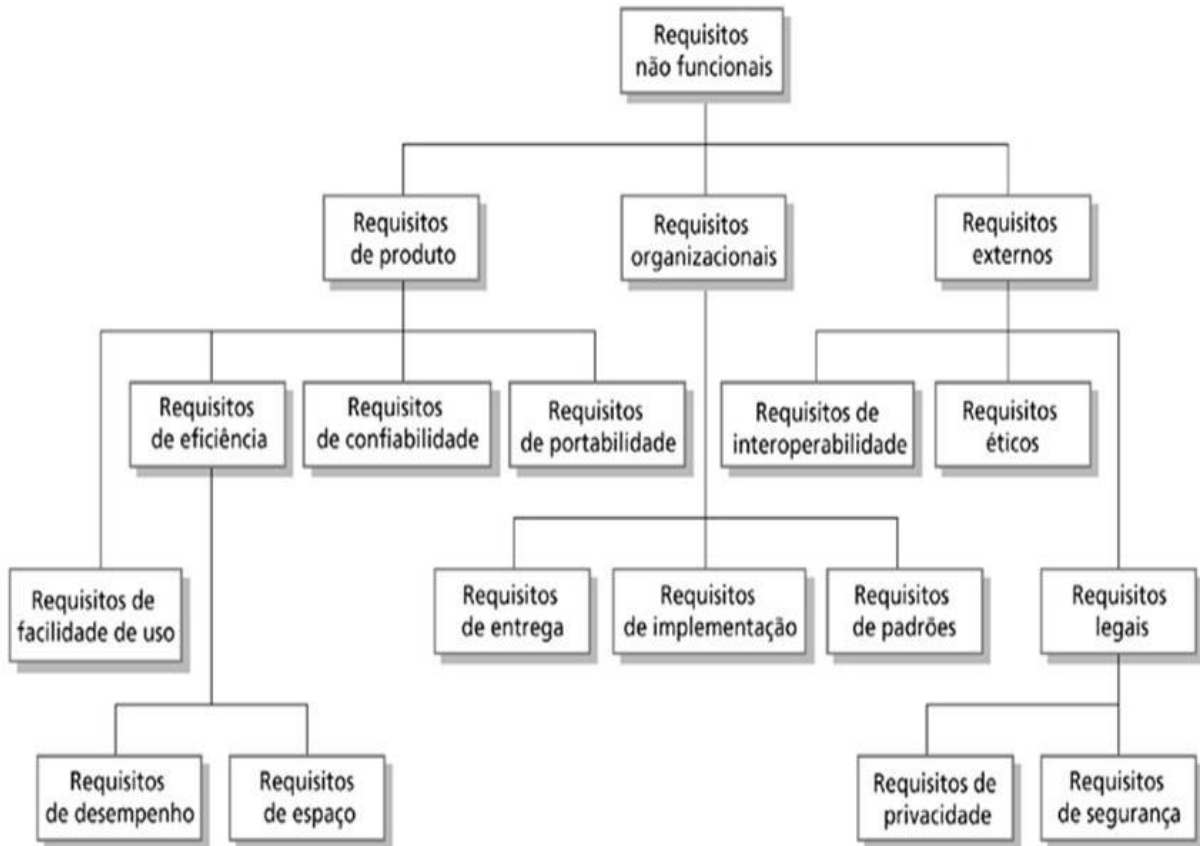 Requisitos
não funcionais
Requisitos
de produto
Requisitos
organizacionais
Requisitos
externos
Requisitos
de eficiência
Requisitos
de confiabilidade
Requisitos
de portabilidade
Requisitos de
interoperabilidade
Requisitos
éticos
Requisitos de
facilidade de uso
Requisitos
de entrega
Requisitos
de implementação
Requisitos
de padrões
Requisitos
legais
Requisitos
de desempenho
Requisitos
de espaço
Requisitos de
privacidade
Requisitos
de segurança